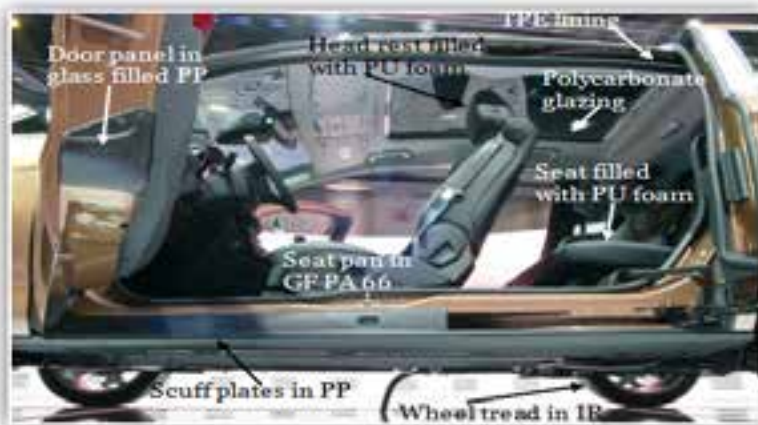 TPE lining
Door panel in
glass filled PP
Head rest filled
with PU foam
Polycarbonate
glazing
Seat filled
with PU foam
Seat pan in
GF PA 66
Scuff plates in PP
Wheel tread in IR